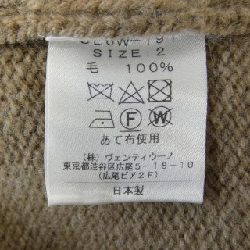 SIZE 2
毛 100%
F W
あて布使用
(株)ヴェンティウーノ
東京都渋谷区広尾5-19-10
(広尾ビメ2F)
日本製